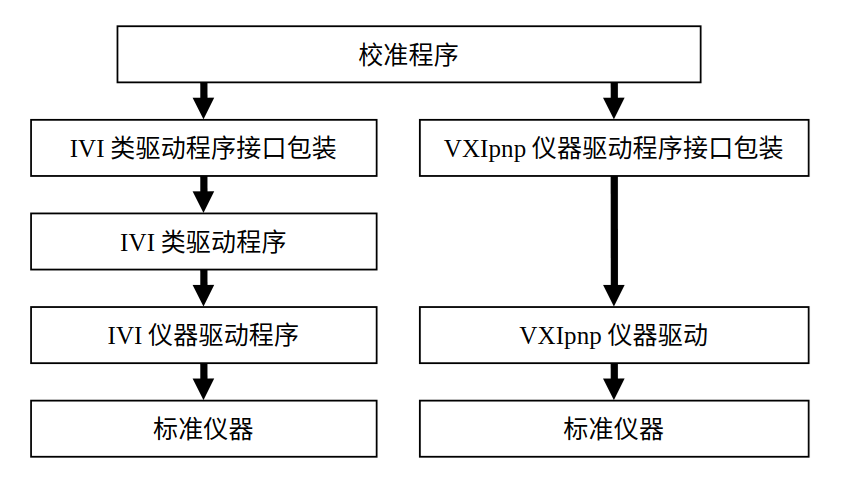 校准程序
IVI 类驱动程序接口包装
VXIpnp 仪器驱动程序接口包装
IVI 类驱动程序
IVI 仪器驱动程序
VXIpnp 仪器驱动
标准仪器
标准仪器